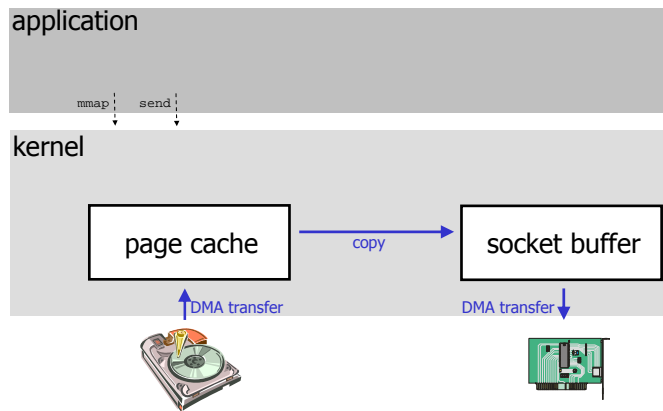 application
mmap send
kernel
page cache
copy
socket buffer
DMA transfer
DMA transfer